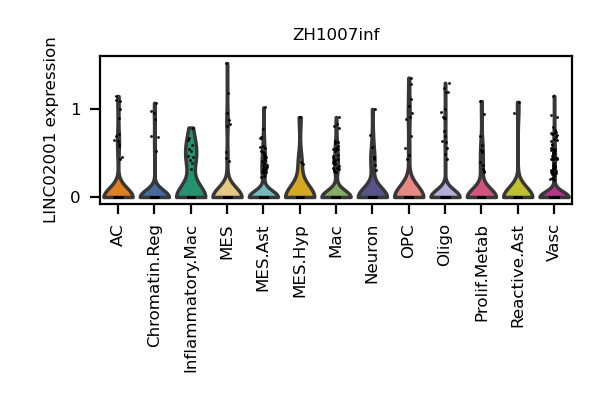 ZH1007inf
LINC02001 expression
1
0
AC
Chromatin.Reg
Inflammatory.Mac
MES
MES.Ast
MES.Hyp
Mac
Neuron
OPC
Oligo
Prolif.Metab
Reactive.Ast
Vasc